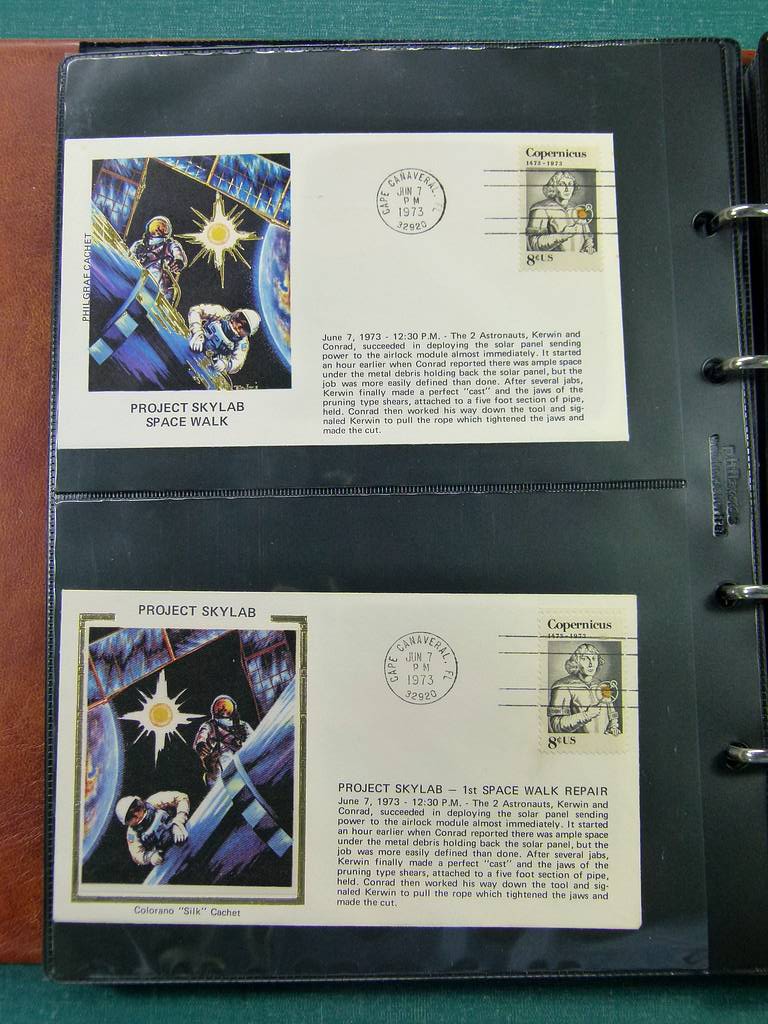 PHILGRAF CACHET
PROJECT SKYLAB
SPACE WALK
CAPE CANAVERAL, FL
JUN 7
PM
1973
32920
Copernicus
1473-1973
8¢US
June 7, 1973 - 12:30 P.M. - The 2 Astronauts, Kerwin and
Conrad, succeeded in deploying the solar panel sending
power to the airlock module almost immediately. It started
an hour earlier when Conrad reported there was ample space
under the metal debris holding back the solar panel, but the
job was more easily defined than done. After several jabs,
Kerwin finally made a perfect "cast" and the jaws of the
pruning type shears, attached to a five foot section of pipe,
held. Conrad then worked his way down the tool and sig-
naled Kerwin to pull the rope which tightened the jaws and
made the cut.
PROJECT SKYLAB
Colorano "Silk" Cachet
CAPE CANAVERAL, FL
JUN 7
PM
1973
32920
Copernicus
1473-1973
8¢US
PROJECT SKYLAB — 1st SPACE WALK REPAIR
June 7, 1973 - 12:30 P.M. - The 2 Astronauts, Kerwin and
Conrad, succeeded in deploying the solar panel sending
power to the airlock module almost immediately. It started
an hour earlier when Conrad reported there was ample space
under the metal debris holding back the solar panel, but the
job was more easily defined than done. After several jabs,
Kerwin finally made a perfect "cast" and the jaws of the
pruning type shears, attached to a five foot section of pipe,
held. Conrad then worked his way down the tool and sig-
naled Kerwin to pull the rope which tightened the jaws and
made the cut.